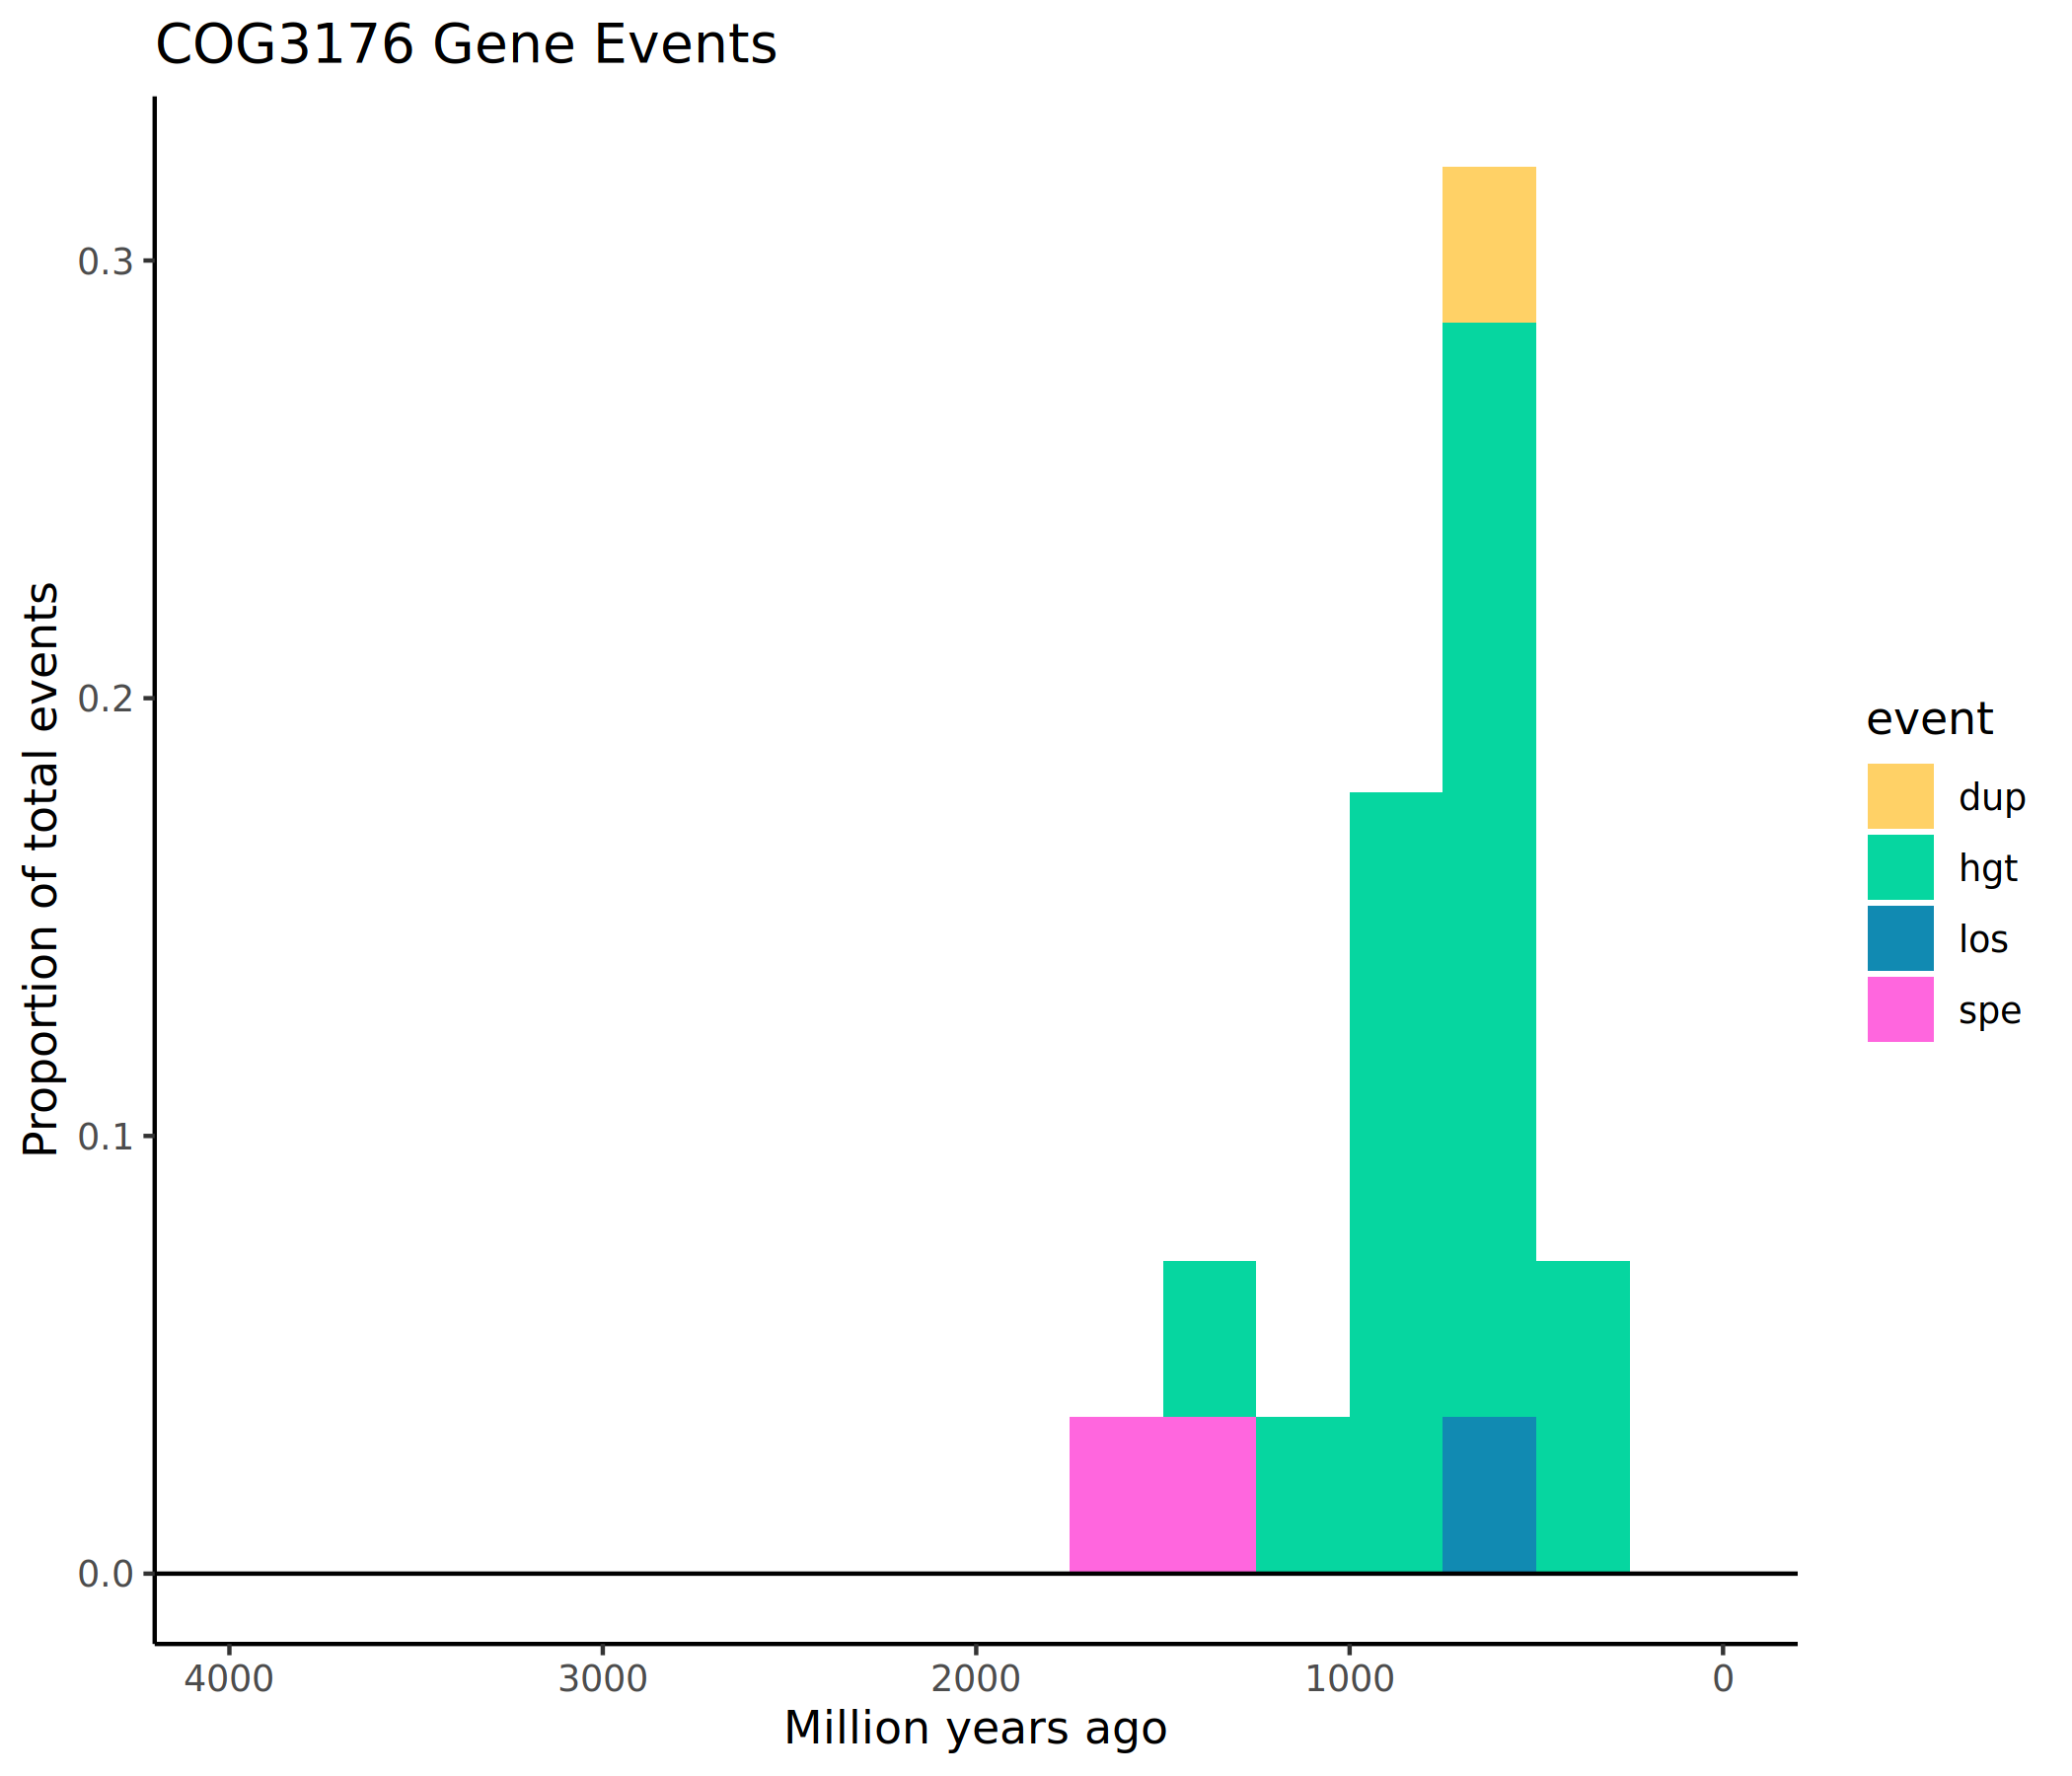 COG3176 Gene Events
Proportion of total events
0.3
0.2
0.1
0.0
4000 3000 2000 1000 0
Million years ago
event
dup
hgt
los
spe